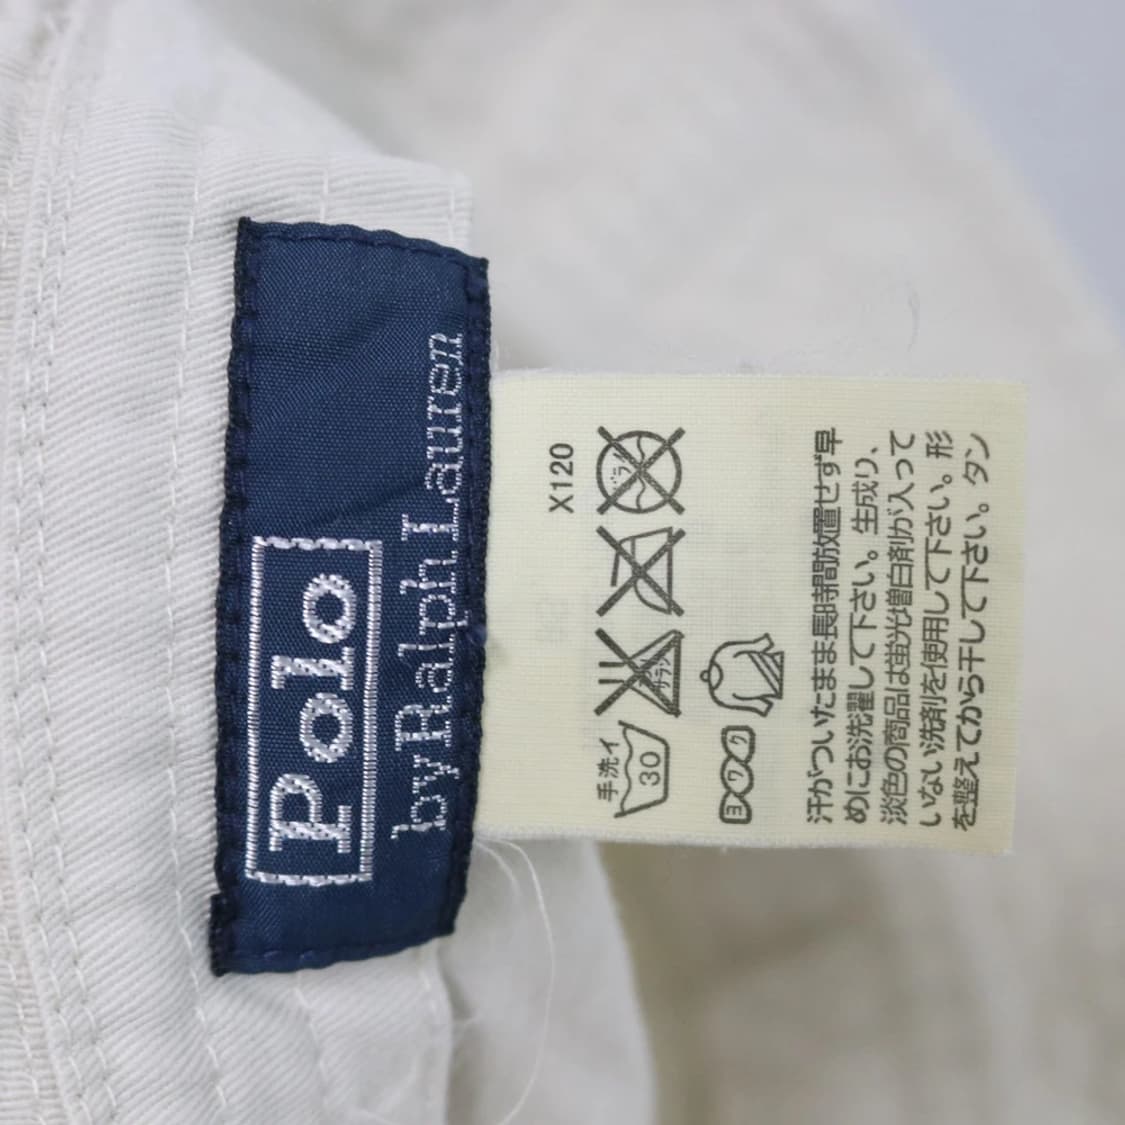 Polo
by Ralph Lauren
X120
手洗イ
30
エンソサラシ
ドライ
ヨワク
汗がついたまま長時間放置せず早
めにお洗濯して下さい。生成り、
淡色の商品は蛍光増白剤が入って
いない洗剤を使用して下さい。形
を整えてから干して下さい。タン